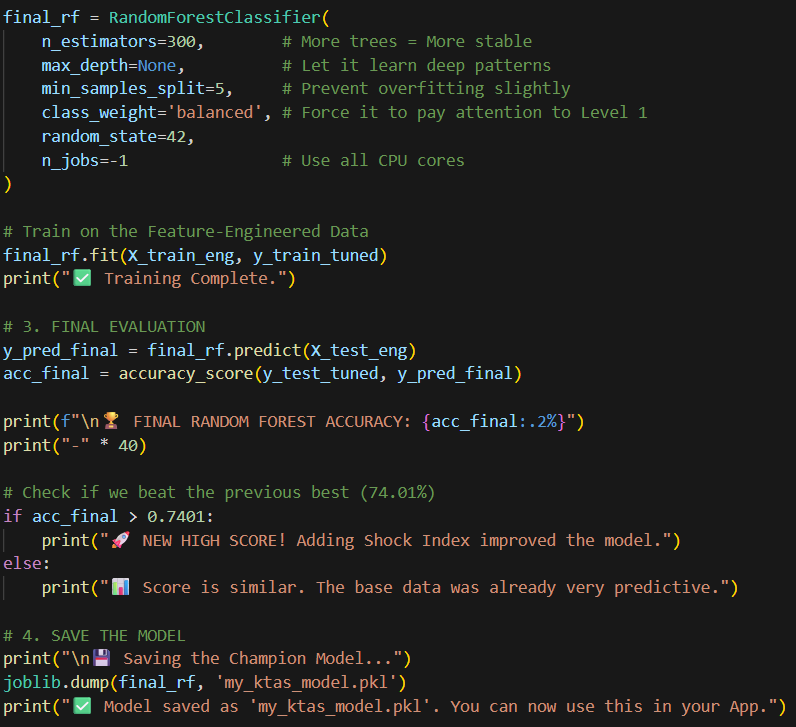 final_rf = RandomForestClassifier(
    n_estimators=300,        # More trees = More stable
    max_depth=None,          # Let it learn deep patterns
    min_samples_split=5,     # Prevent overfitting slightly
    class_weight='balanced', # Force it to pay attention to Level 1
    random_state=42,
    n_jobs=-1                # Use all CPU cores
)

# Train on the Feature-Engineered Data
final_rf.fit(X_train_eng, y_train_tuned)
print("✅ Training Complete.")

# 3. FINAL EVALUATION
y_pred_final = final_rf.predict(X_test_eng)
acc_final = accuracy_score(y_test_tuned, y_pred_final)

print(f"\n🏆 FINAL RANDOM FOREST ACCURACY: {acc_final:.2%}")
print("-" * 40)

# Check if we beat the previous best (74.01%)
if acc_final > 0.7401:
    print("🚀 NEW HIGH SCORE! Adding Shock Index improved the model.")
else:
    print("📊 Score is similar. The base data was already very predictive.")

# 4. SAVE THE MODEL
print("\n💾 Saving the Champion Model...")
joblib.dump(final_rf, 'my_ktas_model.pkl')
print("✅ Model saved as 'my_ktas_model.pkl'. You can now use this in your App.")